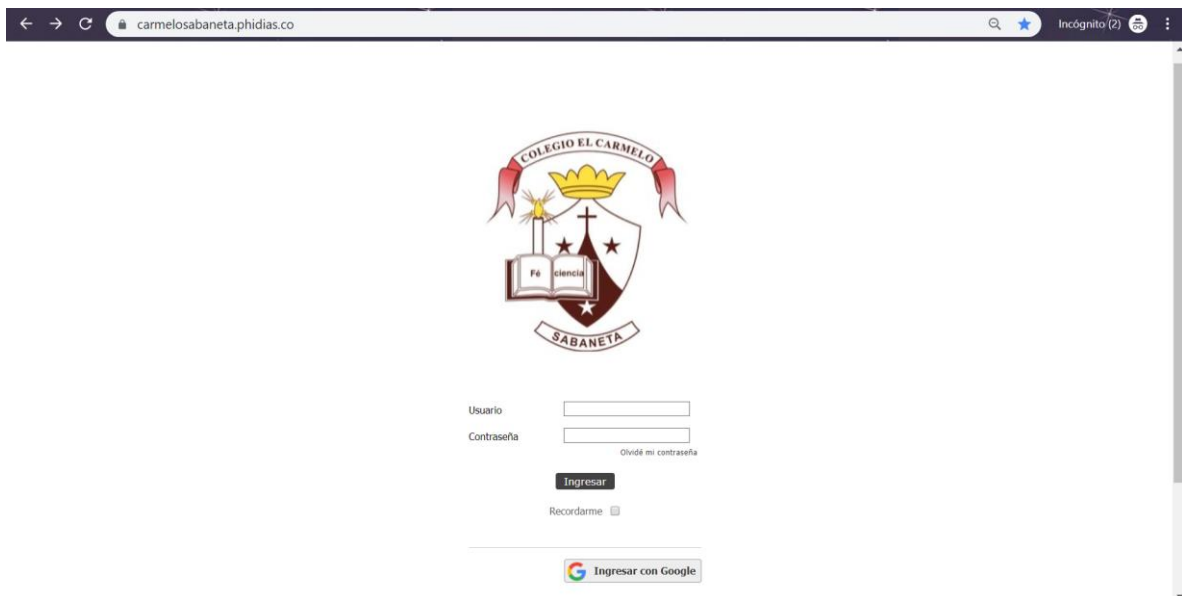 carmelosabaneta.phidias.co
Incógnito (2)
COLEGIO EL CARMELO
Fé ciencia
SABANETA
Usuario
Contraseña
Olvidé mi contraseña
Ingresar
Recordarme
Ingresar con Google